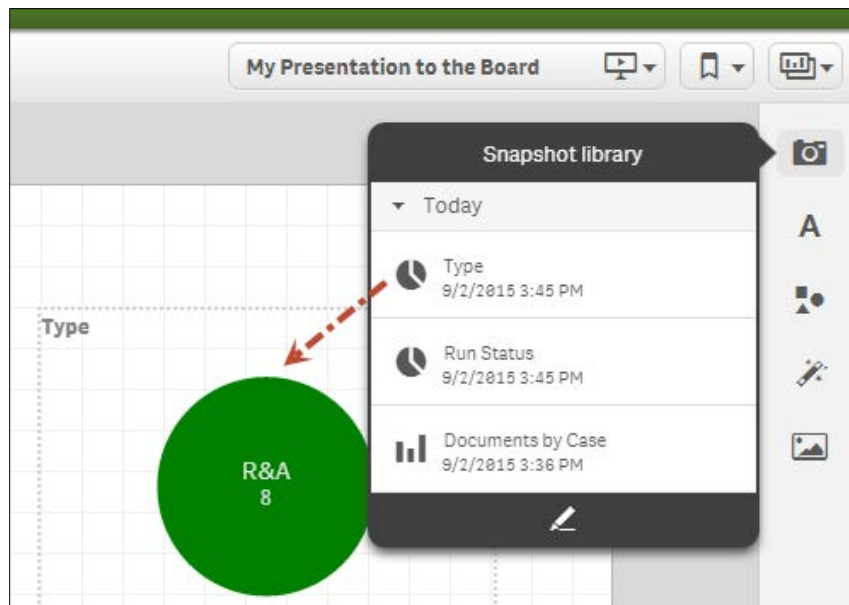 My Presentation to the Board
Snapshot library
Today
Type
9/2/2015 3:45 PM
Run Status
9/2/2015 3:45 PM
Documents by Case
9/2/2015 3:36 PM
A
Type
R&A
8